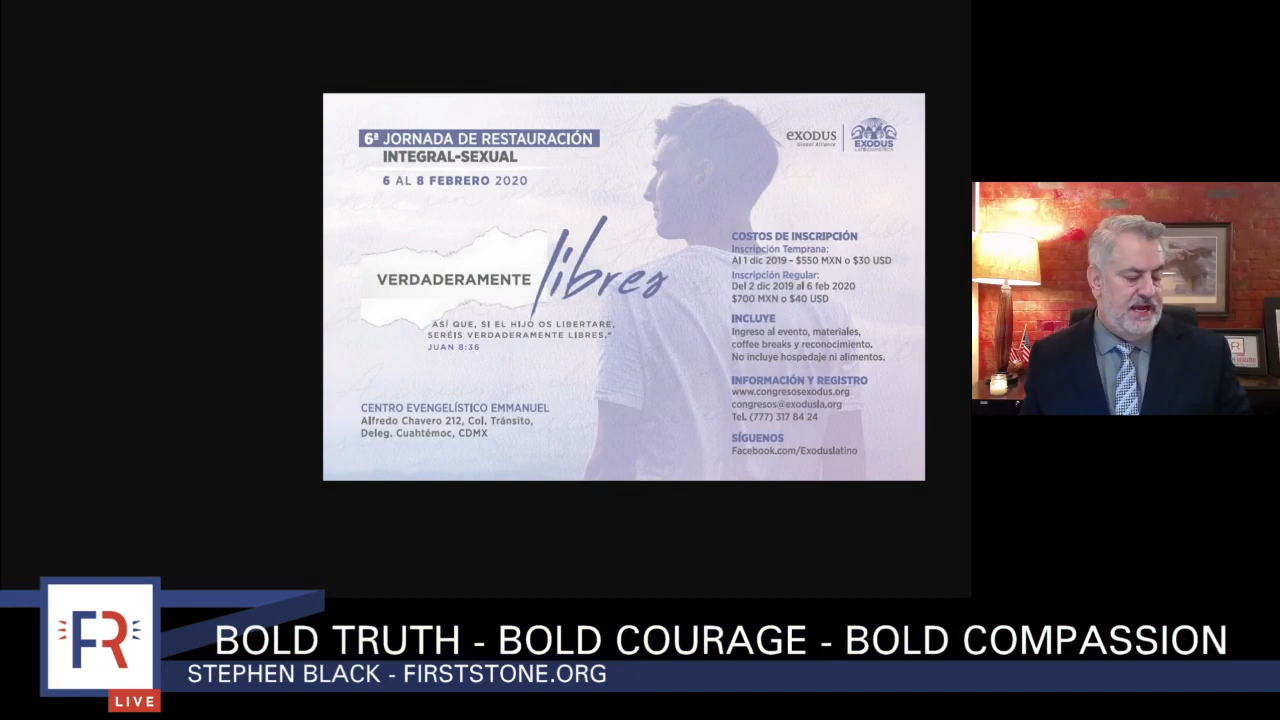 6ª JORNADA DE RESTAURACIÓN
INTEGRAL-SEXUAL
6 AL 8 FEBRERO 2020
exodus
Global Alliance
EXODUS
LATINOAMERICA
VERDADERAMENTE libres
ASÍ QUE, SI EL HIJO OS LIBERTARE,
SERÉIS VERDADERAMENTE LIBRES."
JUAN 8:36
CENTRO EVENGELÍSTICO EMMANUEL
Alfredo Chavero 212, Col. Tránsito,
Deleg. Cuahtémoc, CDMX
COSTOS DE INSCRIPCIÓN
Inscripción Temprana:
Al 1 dic 2019 - $550 MXN o $30 USD
Inscripción Regular:
Del 2 dic 2019 al 6 feb 2020
$700 MXN o $40 USD
INCLUYE
Ingreso al evento, materiales,
coffee breaks y reconocimiento.
No incluye hospedaje ni alimentos.
INFORMACIÓN Y REGISTRO
www.congresosexodus.org
congresos@exodusla.org
Tel. (777) 317 84 24
SÍGUENOS
Facebook.com/Exoduslatino
FR
LIVE
BOLD TRUTH - BOLD COURAGE - BOLD COMPASSION
STEPHEN BLACK - FIRSTSTONE.ORG